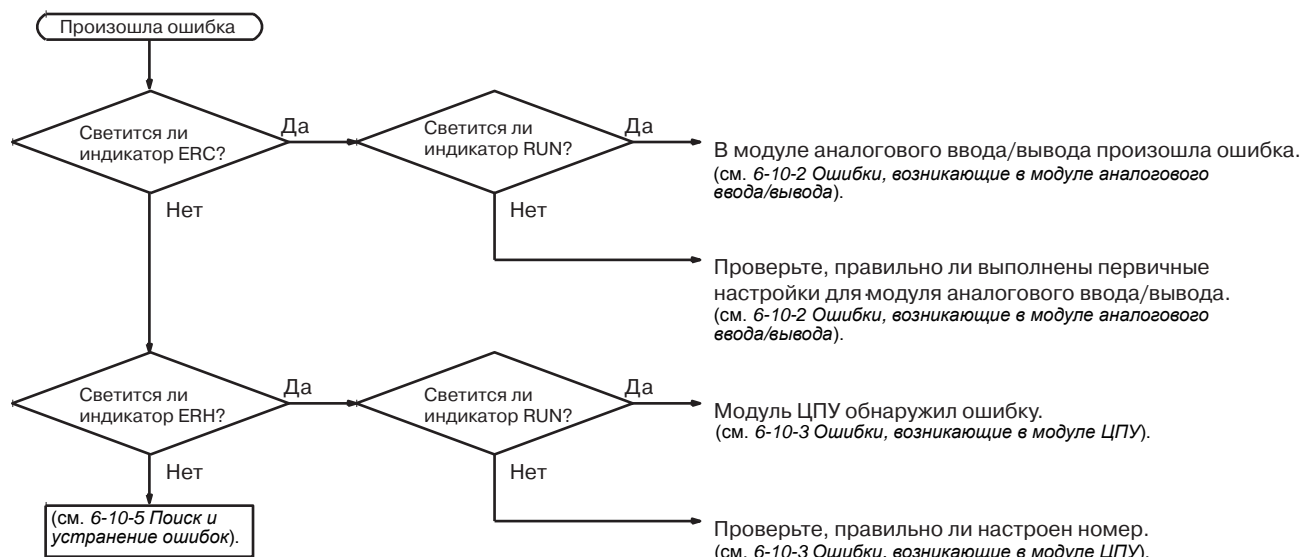 Произошла ошибка
Светится ли
индикатор ERC?
Да
Светится ли
индикатор RUN?
Да
В модуле аналогового ввода/вывода произошла ошибка.
(см. 6-10-2 Ошибки, возникающие в модуле аналогового
ввода/вывода).
Нет
Нет
Проверьте, правильно ли выполнены первичные
настройки для модуля аналогового ввода/вывода.
(см. 6-10-2 Ошибки, возникающие в модуле аналогового
ввода/вывода).
Светится ли
индикатор ERH?
Да
Светится ли
индикатор RUN?
Да
Модуль ЦПУ обнаружил ошибку.
(см. 6-10-3 Ошибки, возникающие в модуле ЦПУ).
Нет
Нет
(см. 6-10-5 Поиск и
устранение ошибок).
Проверьте, правильно ли настроен номер.
(см. 6-10-3 Ошибки, возникающие в модуле ЦПУ).